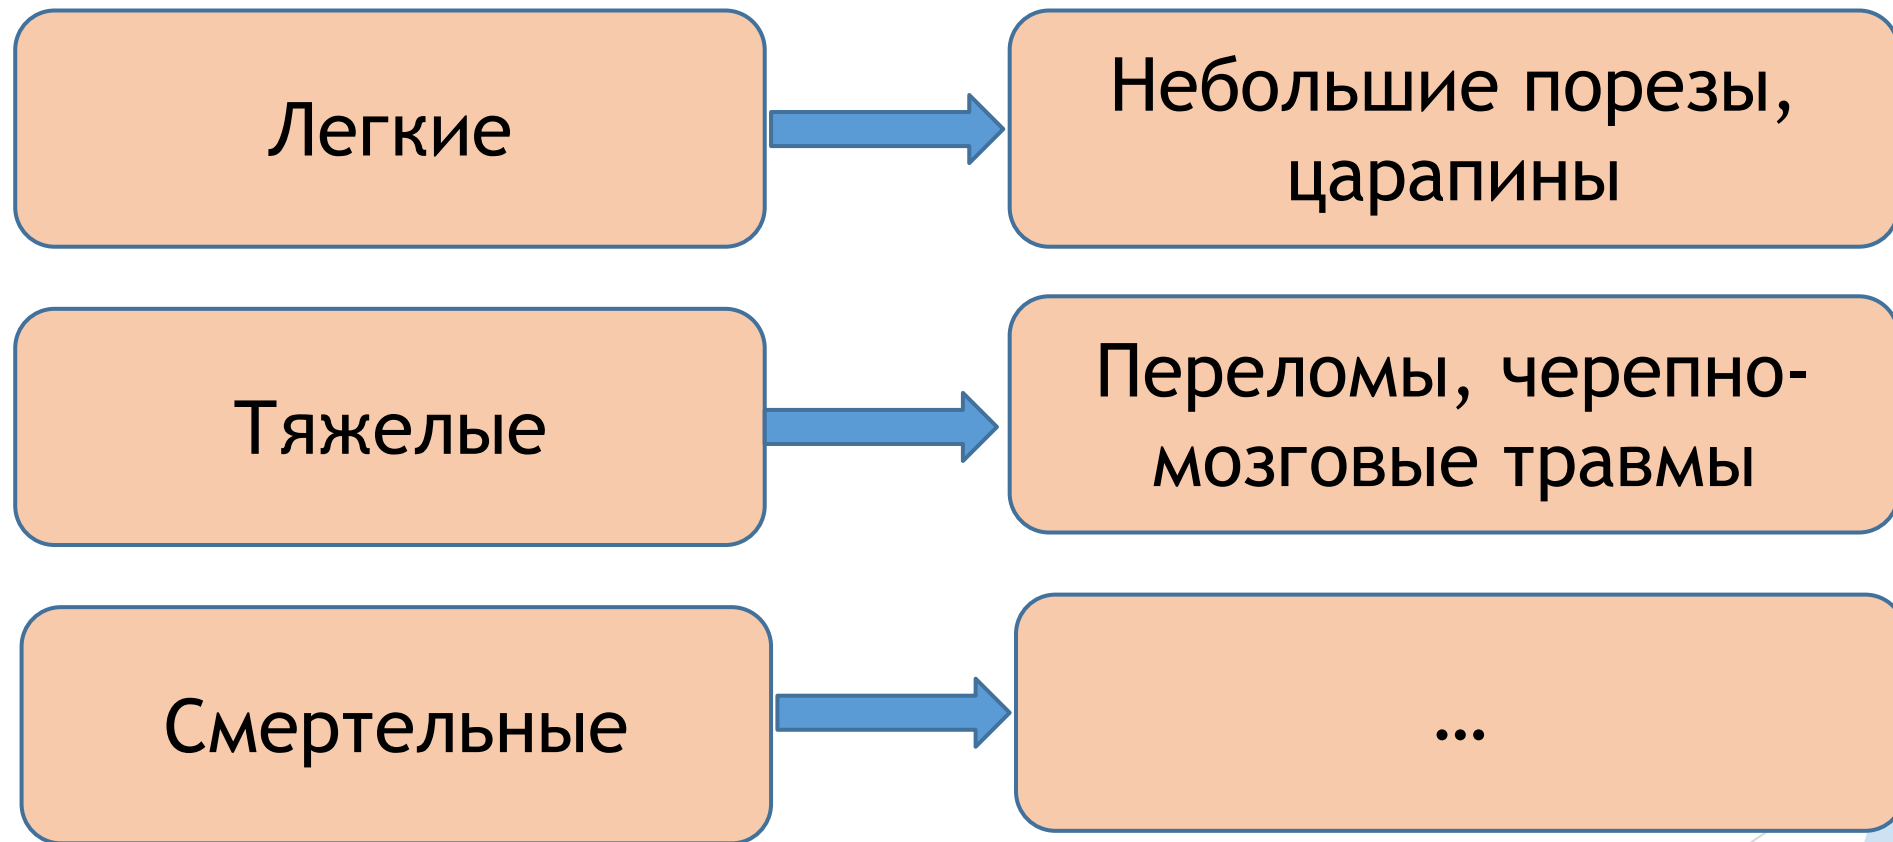 Легкие
Небольшие порезы,
царапины
Тяжелые
Переломы, черепно-
мозговые травмы
Смертельные
…